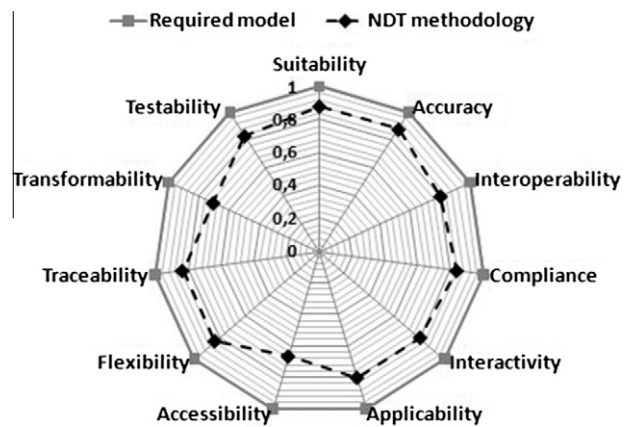 Required model NDT methodology
Suitability
1
Testability
Accuracy
0,8
Transformability
0,6
Interoperability
0,4
0,2
0
Traceability
Compliance
Flexibility
Interactivity
Accessibility
Applicability